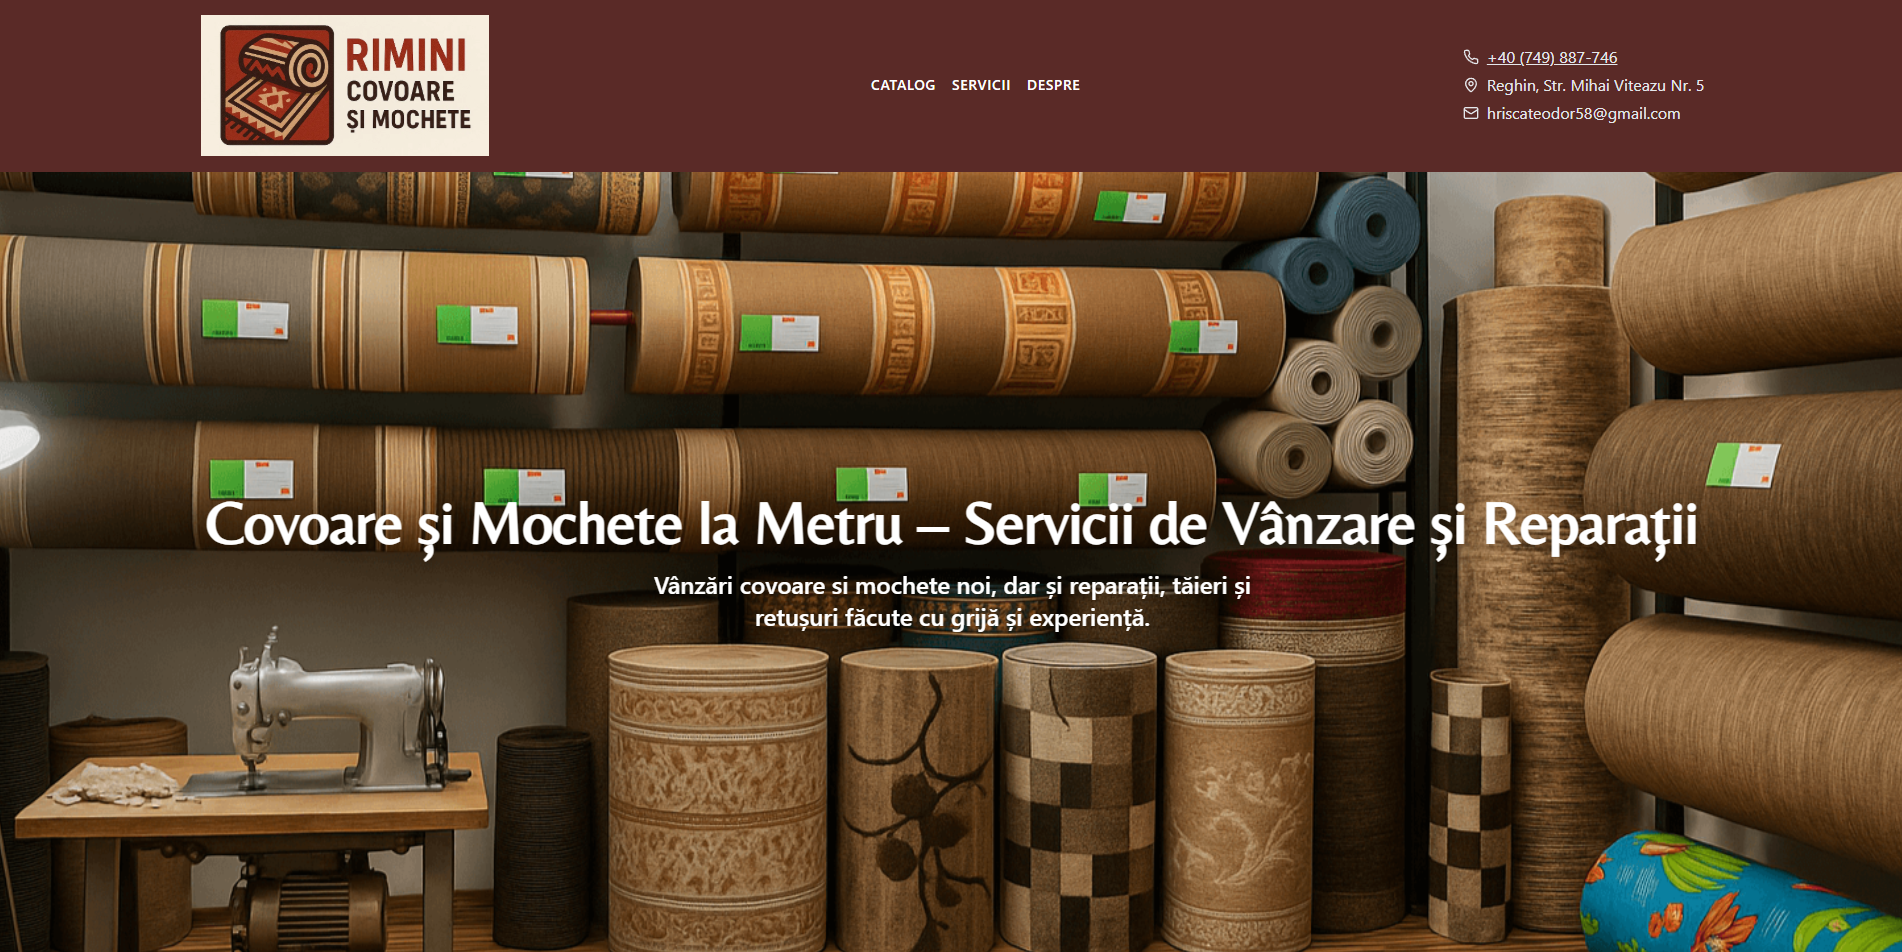 RIMINI
COVOARE
ȘI MOCHETE
CATALOG SERVICII DESPRE
+40 (749) 887-746
Reghin, Str. Mihai Viteazu Nr. 5
hriscateodor58@gmail.com
Covoare și Mochete la Metru – Servicii de Vânzare și Reparații
Vânzări covoare si mochete noi, dar și reparații, tăieri și
retușuri făcute cu grijă și experiență.